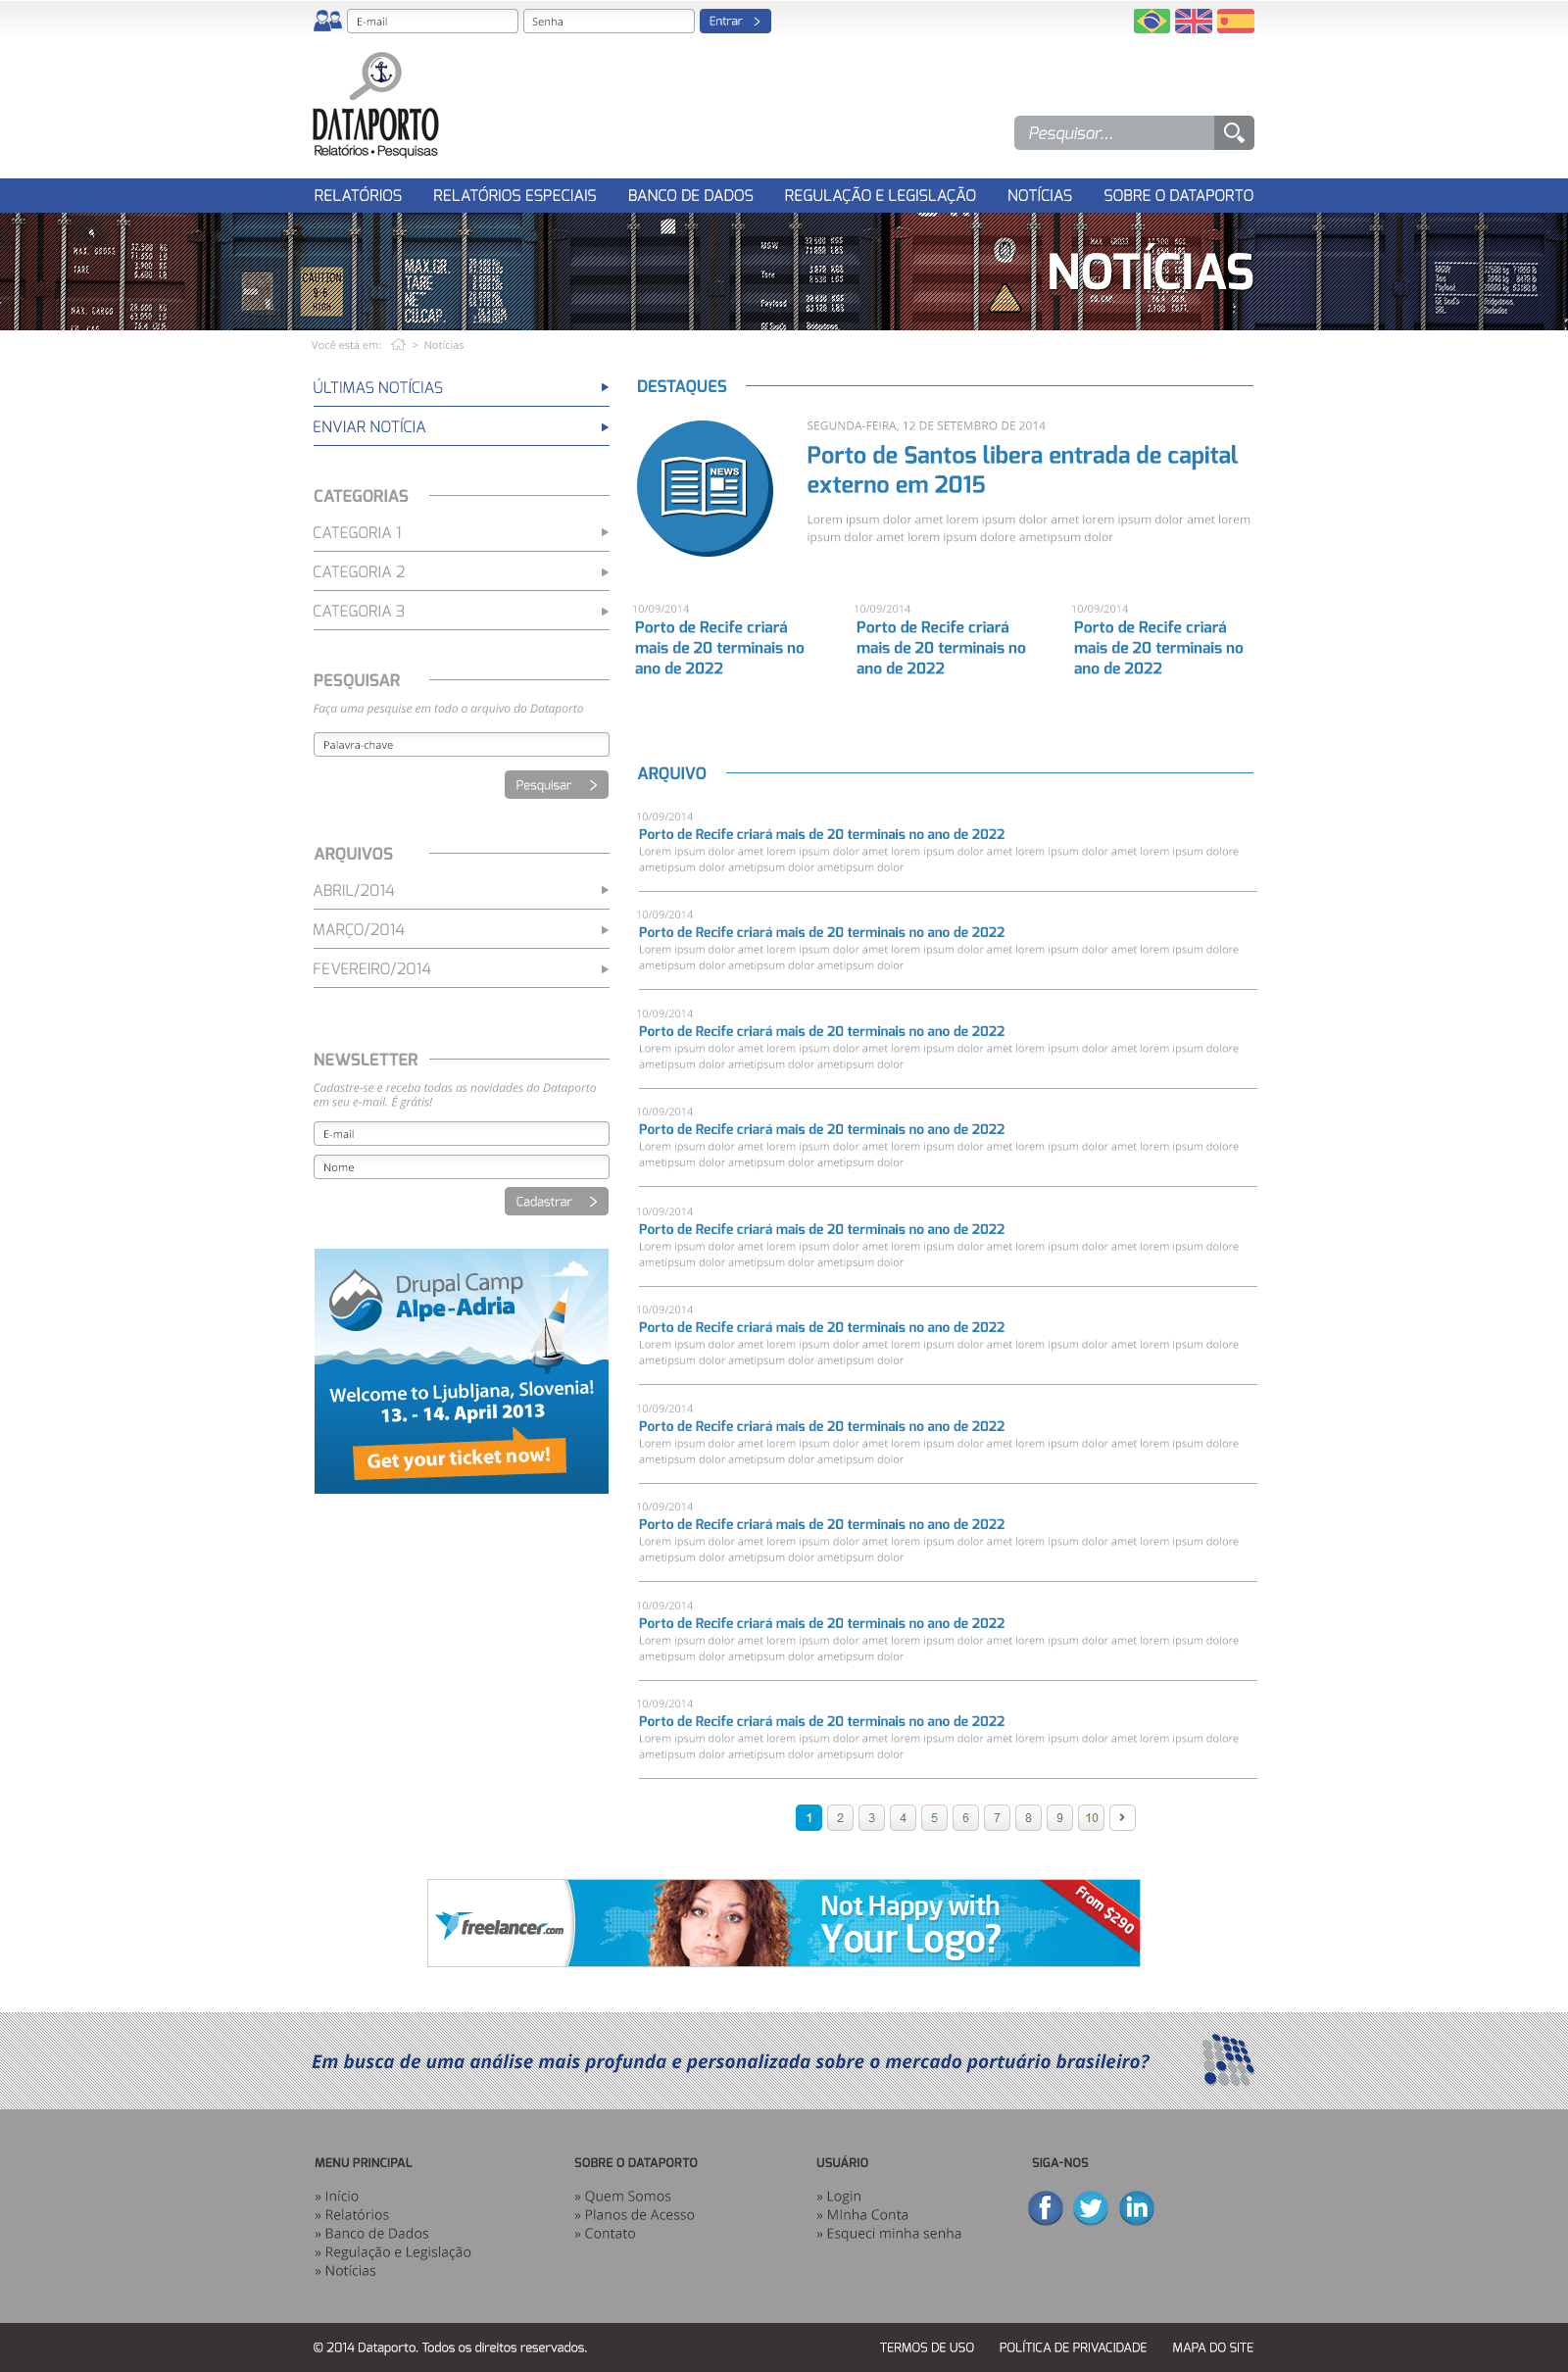 E-mail
Senha
Entrar
DATAPORTO
Relatórios • Pesquisas
Pesquisar...
RELATÓRIOS RELATÓRIOS ESPECIAIS BANCO DE DADOS REGULAÇÃO E LEGISLAÇÃO NOTÍCIAS SOBRE O DATAPORTO
NOTÍCIAS
CAUTION
MAX.GR.
TARE
NET
CU.CAP.
Você está em: > Notícias
ÚLTIMAS NOTÍCIAS
ENVIAR NOTÍCIA
CATEGORIAS
CATEGORIA 1
CATEGORIA 2
CATEGORIA 3
PESQUISAR
Faça uma pesquise em todo o arquivo do Dataporto
Palavra-chave
Pesquisar
ARQUIVOS
ABRIL/2014
MARÇO/2014
FEVEREIRO/2014
NEWSLETTER
Cadastre-se e receba todas as novidades do Dataporto
em seu e-mail. É grátis!
E-mail
Nome
Cadastrar
Drupal Camp
Alpe-Adria
Welcome to Ljubljana, Slovenia!
13. - 14. April 2013
Get your ticket now!
DESTAQUES
NEWS
SEGUNDA-FEIRA, 12 DE SETEMBRO DE 2014
Porto de Santos libera entrada de capital
externo em 2015
Lorem ipsum dolor amet lorem ipsum dolor amet lorem ipsum dolor amet lorem
ipsum dolor amet lorem ipsum dolore ametipsum dolor
10/09/2014
Porto de Recife criará
mais de 20 terminais no
ano de 2022
10/09/2014
Porto de Recife criará
mais de 20 terminais no
ano de 2022
10/09/2014
Porto de Recife criará
mais de 20 terminais no
ano de 2022
ARQUIVO
10/09/2014
Porto de Recife criará mais de 20 terminais no ano de 2022
Lorem ipsum dolor amet lorem ipsum dolor amet lorem ipsum dolor amet lorem ipsum dolor amet lorem ipsum dolore
ametipsum dolor ametipsum dolor ametipsum dolor
10/09/2014
Porto de Recife criará mais de 20 terminais no ano de 2022
Lorem ipsum dolor amet lorem ipsum dolor amet lorem ipsum dolor amet lorem ipsum dolor amet lorem ipsum dolore
ametipsum dolor ametipsum dolor ametipsum dolor
10/09/2014
Porto de Recife criará mais de 20 terminais no ano de 2022
Lorem ipsum dolor amet lorem ipsum dolor amet lorem ipsum dolor amet lorem ipsum dolor amet lorem ipsum dolore
ametipsum dolor ametipsum dolor ametipsum dolor
10/09/2014
Porto de Recife criará mais de 20 terminais no ano de 2022
Lorem ipsum dolor amet lorem ipsum dolor amet lorem ipsum dolor amet lorem ipsum dolor amet lorem ipsum dolore
ametipsum dolor ametipsum dolor ametipsum dolor
10/09/2014
Porto de Recife criará mais de 20 terminais no ano de 2022
Lorem ipsum dolor amet lorem ipsum dolor amet lorem ipsum dolor amet lorem ipsum dolor amet lorem ipsum dolore
ametipsum dolor ametipsum dolor ametipsum dolor
10/09/2014
Porto de Recife criará mais de 20 terminais no ano de 2022
Lorem ipsum dolor amet lorem ipsum dolor amet lorem ipsum dolor amet lorem ipsum dolor amet lorem ipsum dolore
ametipsum dolor ametipsum dolor ametipsum dolor
10/09/2014
Porto de Recife criará mais de 20 terminais no ano de 2022
Lorem ipsum dolor amet lorem ipsum dolor amet lorem ipsum dolor amet lorem ipsum dolor amet lorem ipsum dolore
ametipsum dolor ametipsum dolor ametipsum dolor
10/09/2014
Porto de Recife criará mais de 20 terminais no ano de 2022
Lorem ipsum dolor amet lorem ipsum dolor amet lorem ipsum dolor amet lorem ipsum dolor amet lorem ipsum dolore
ametipsum dolor ametipsum dolor ametipsum dolor
10/09/2014
Porto de Recife criará mais de 20 terminais no ano de 2022
Lorem ipsum dolor amet lorem ipsum dolor amet lorem ipsum dolor amet lorem ipsum dolor amet lorem ipsum dolore
ametipsum dolor ametipsum dolor ametipsum dolor
10/09/2014
Porto de Recife criará mais de 20 terminais no ano de 2022
Lorem ipsum dolor amet lorem ipsum dolor amet lorem ipsum dolor amet lorem ipsum dolor amet lorem ipsum dolore
ametipsum dolor ametipsum dolor ametipsum dolor
1 2 3 4 5 6 7 8 9 10 ›
freelancer.com
Not Happy with
Your Logo?
From $290
Em busca de uma análise mais profunda e personalizada sobre o mercado portuário brasileiro?
MENU PRINCIPAL
» Início
» Relatórios
» Banco de Dados
» Regulação e Legislação
» Notícias
SOBRE O DATAPORTO
» Quem Somos
» Planos de Acesso
» Contato
USUÁRIO
» Login
» MInha Conta
» Esqueci minha senha
SIGA-NOS
f
in
© 2014 Dataporto. Todos os direitos reservados.
TERMOS DE USO POLÍTICA DE PRIVACIDADE MAPA DO SITE